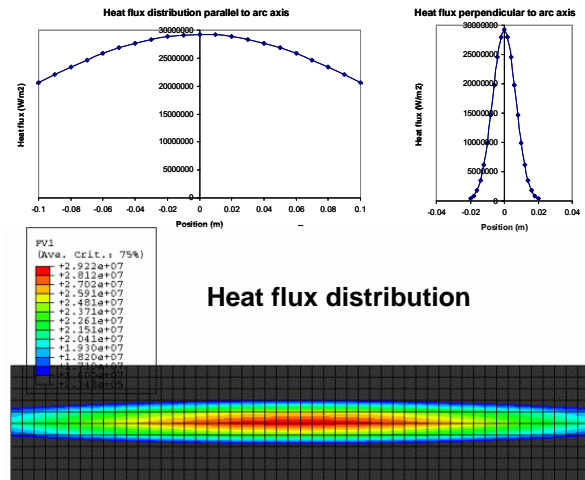 Heat flux distribution parallel to arc axis
Heat flux (W/m2)
30000000
25000000
20000000
15000000
10000000
5000000
0
-0.1 -0.08 -0.06 -0.04 -0.02 0 0.02 0.04 0.06 0.08 0.1
Position (m)
Heat flux perpendicular to arc axis
Heat flux (W/m2)
30000000
25000000
20000000
15000000
10000000
5000000
0
-0.04 -0.02 0 0.02 0.04
Position (m)
FV1
(Ave. Crit.: 75%)
+2.922e+07
+2.812e+07
+2.702e+07
+2.591e+07
+2.481e+07
+2.371e+07
+2.261e+07
+2.151e+07
+2.041e+07
+1.930e+07
+1.820e+07
+1.710e+07
Heat flux distribution